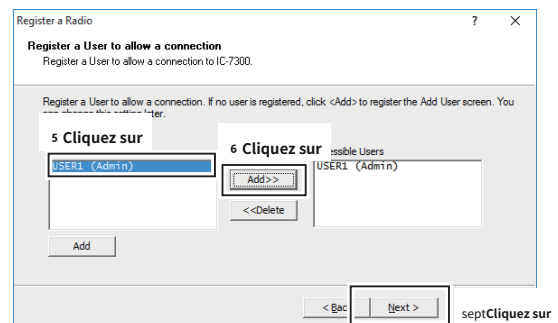 Register a Radio ? ×
Register a User to allow a connection
Register a User to allow a connection to IC-7300.
Register a User to allow a connection. If no user is registered, click <Add> to register the Add User screen. You
later.
5 Cliquez sur
6 Cliquez sur
Users
USER1 (Admin)
Add>>
USER1 (Admin)
<<Delete
Add
Next >
septCliquez sur